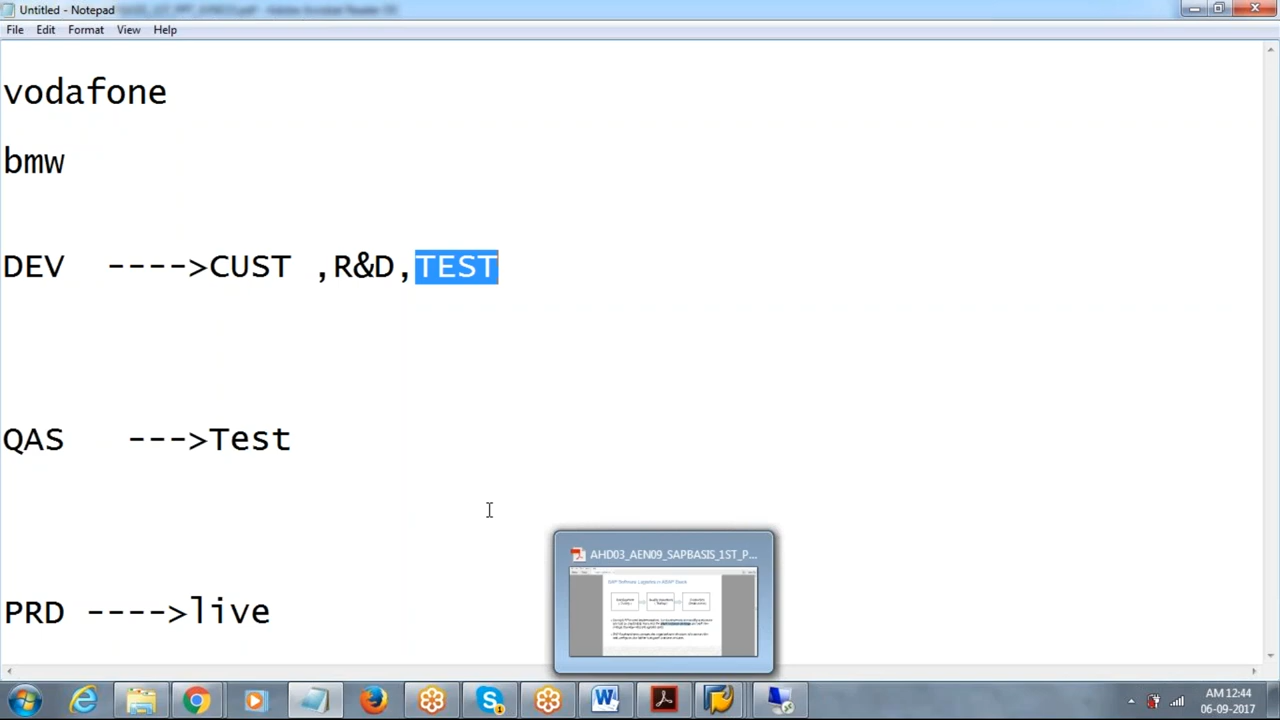 Untitled - Notepad
File Edit Format View Help
vodafone
bmw
DEV ---->CUST ,R&D,TEST
QAS --->Test
PRD ---->live
AHD03_AEN09_SAPBASIS_1ST_P...
AM 12:44
06-09-2017